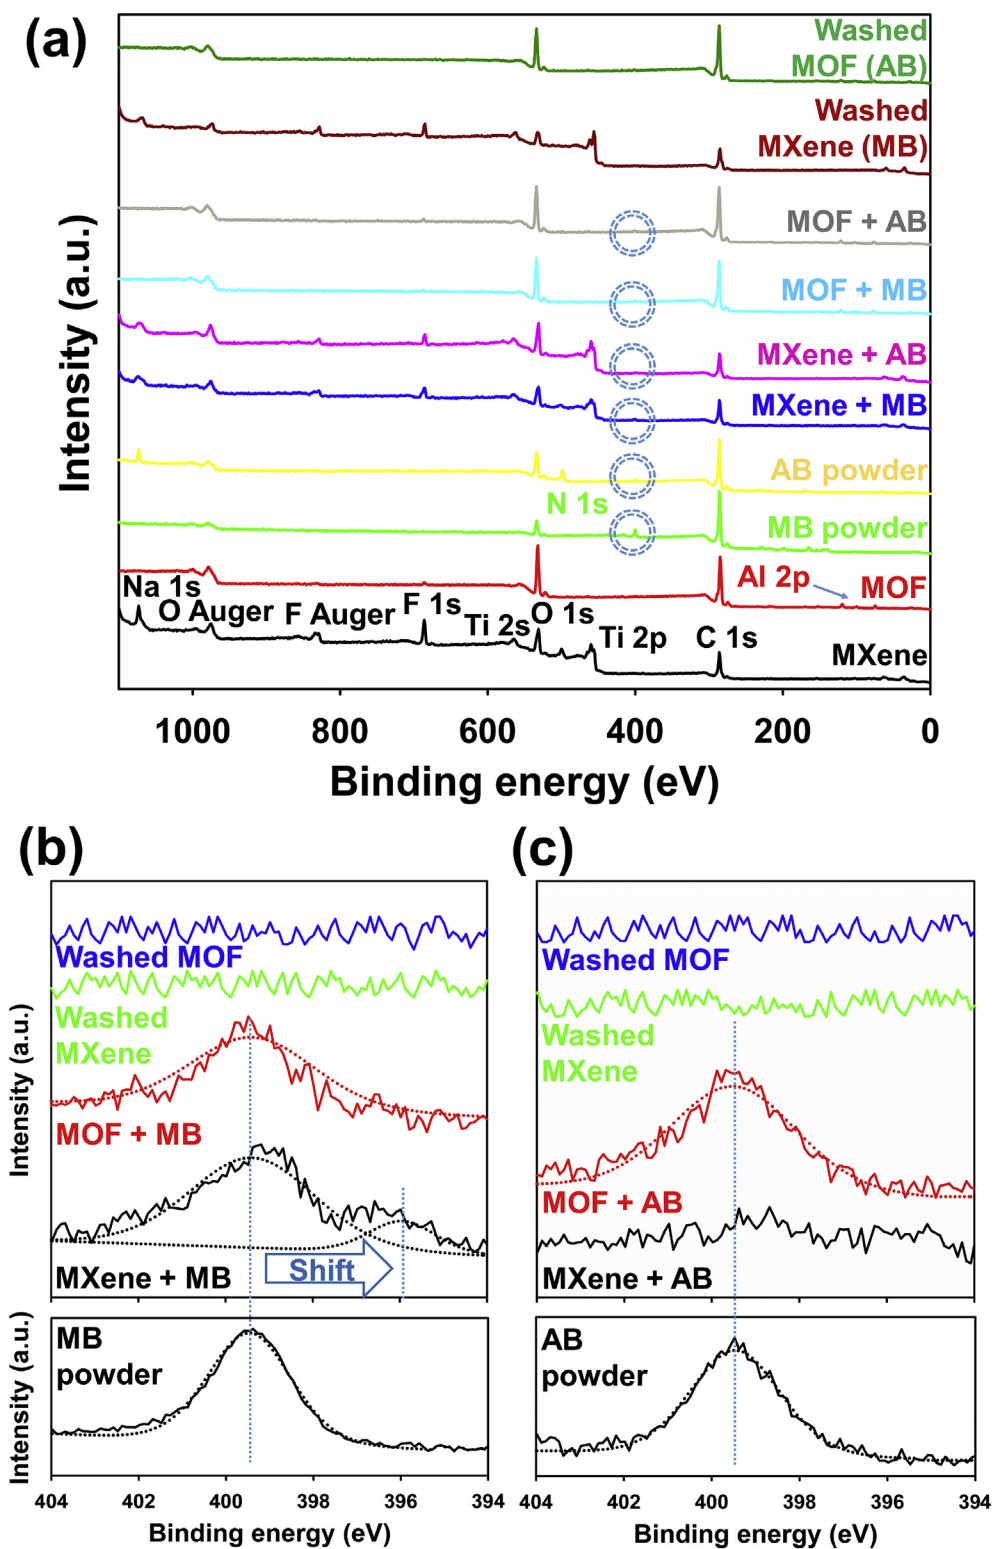 (a)
Washed
MOF (AB)
Washed
MXene (MB)
MOF + AB
MOF + MB
MXene + AB
MXene + MB
AB powder
N 1s
MB powder
Al 2p
MOF
Na 1s
O Auger
F Auger
F 1s
Ti 2s
O 1s
Ti 2p
C 1s
MXene
Intensity (a.u.)
1000 800 600 400 200 0
Binding energy (eV)
(b)
Washed MOF
Washed
MXene
MOF + MB
MXene + MB
Shift
Intensity (a.u.)
MB
powder
Intensity (a.u.)
404 402 400 398 396 394
Binding energy (eV)
(c)
Washed MOF
Washed
MXene
MOF + AB
MXene + AB
AB
powder
404 402 400 398 396 394
Binding energy (eV)